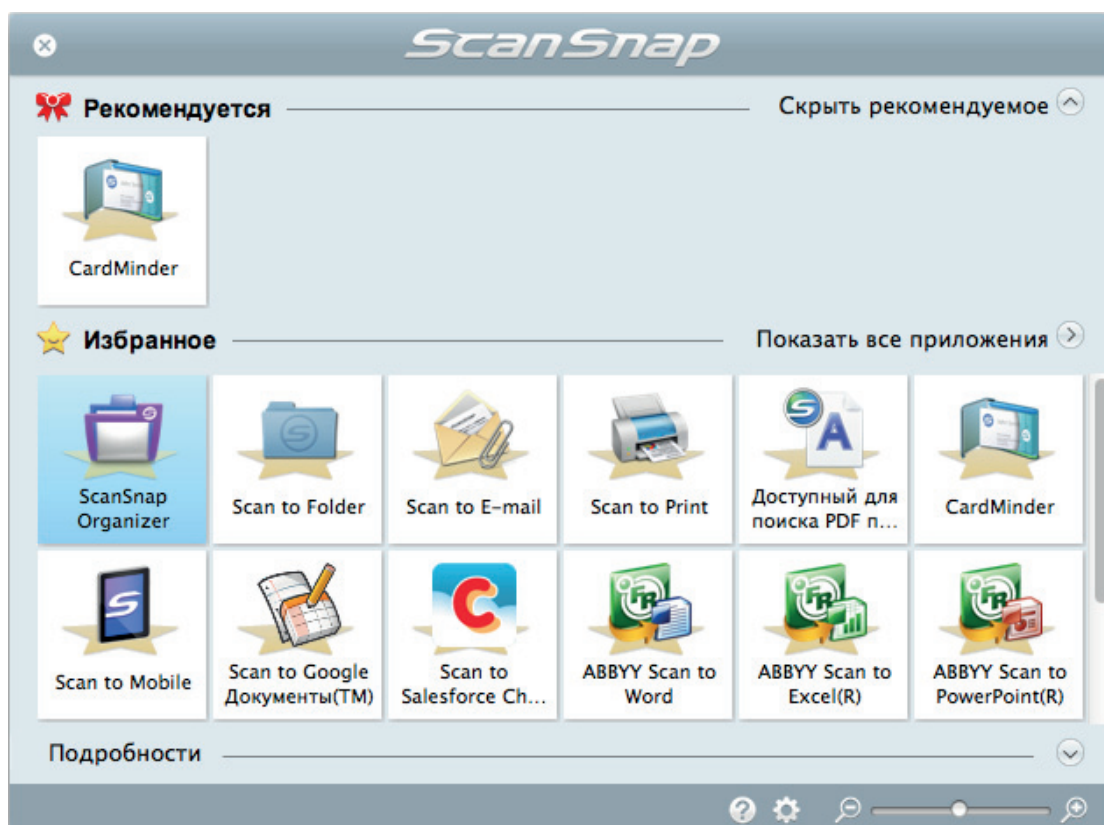 ScanSnap
Рекомендуется
Скрыть рекомендуемое
CardMinder
Избранное
Показать все приложения
ScanSnap
Organizer
Scan to Folder
Scan to E-mail
Scan to Print
Доступный для
поиска PDF п...
CardMinder
Scan to Mobile
Scan to Google
Документы(TM)
Scan to
Salesforce Ch...
ABBYY Scan to
Word
ABBYY Scan to
Excel(R)
ABBYY Scan to
PowerPoint(R)
Подробности